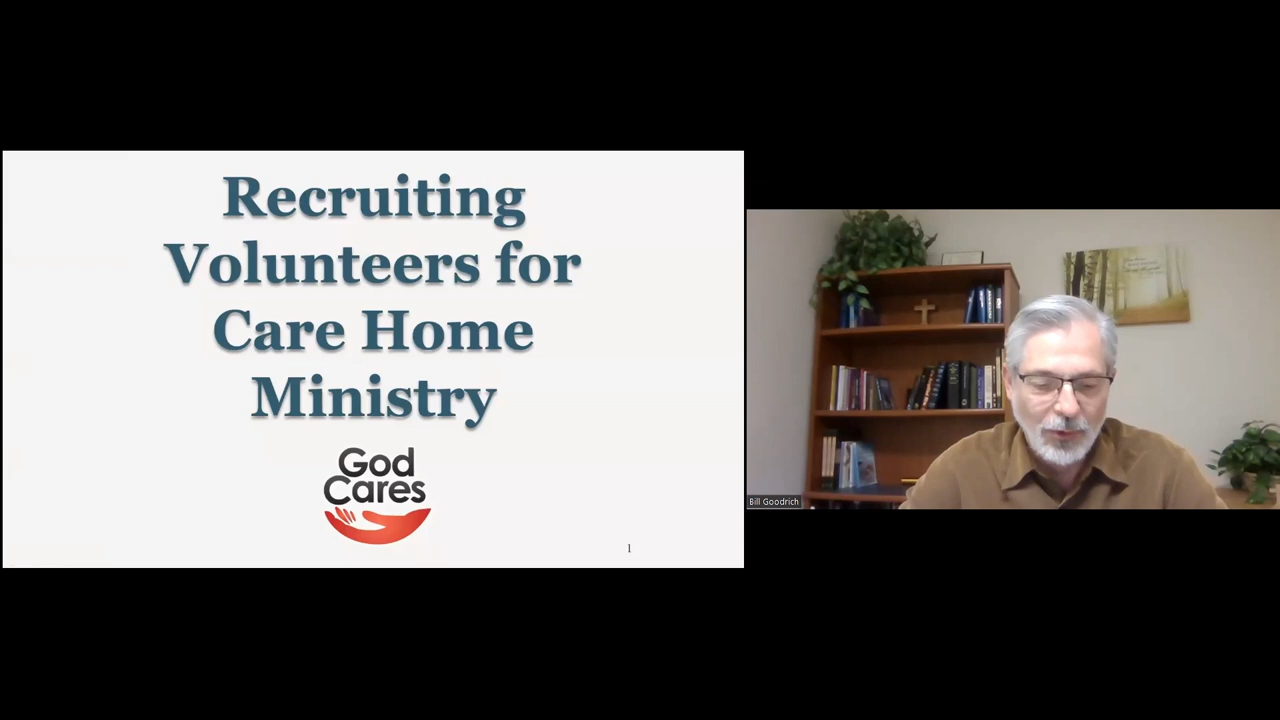 Recruiting
Volunteers for
Care Home
Ministry
God
Cares
1
Bill Goodrich